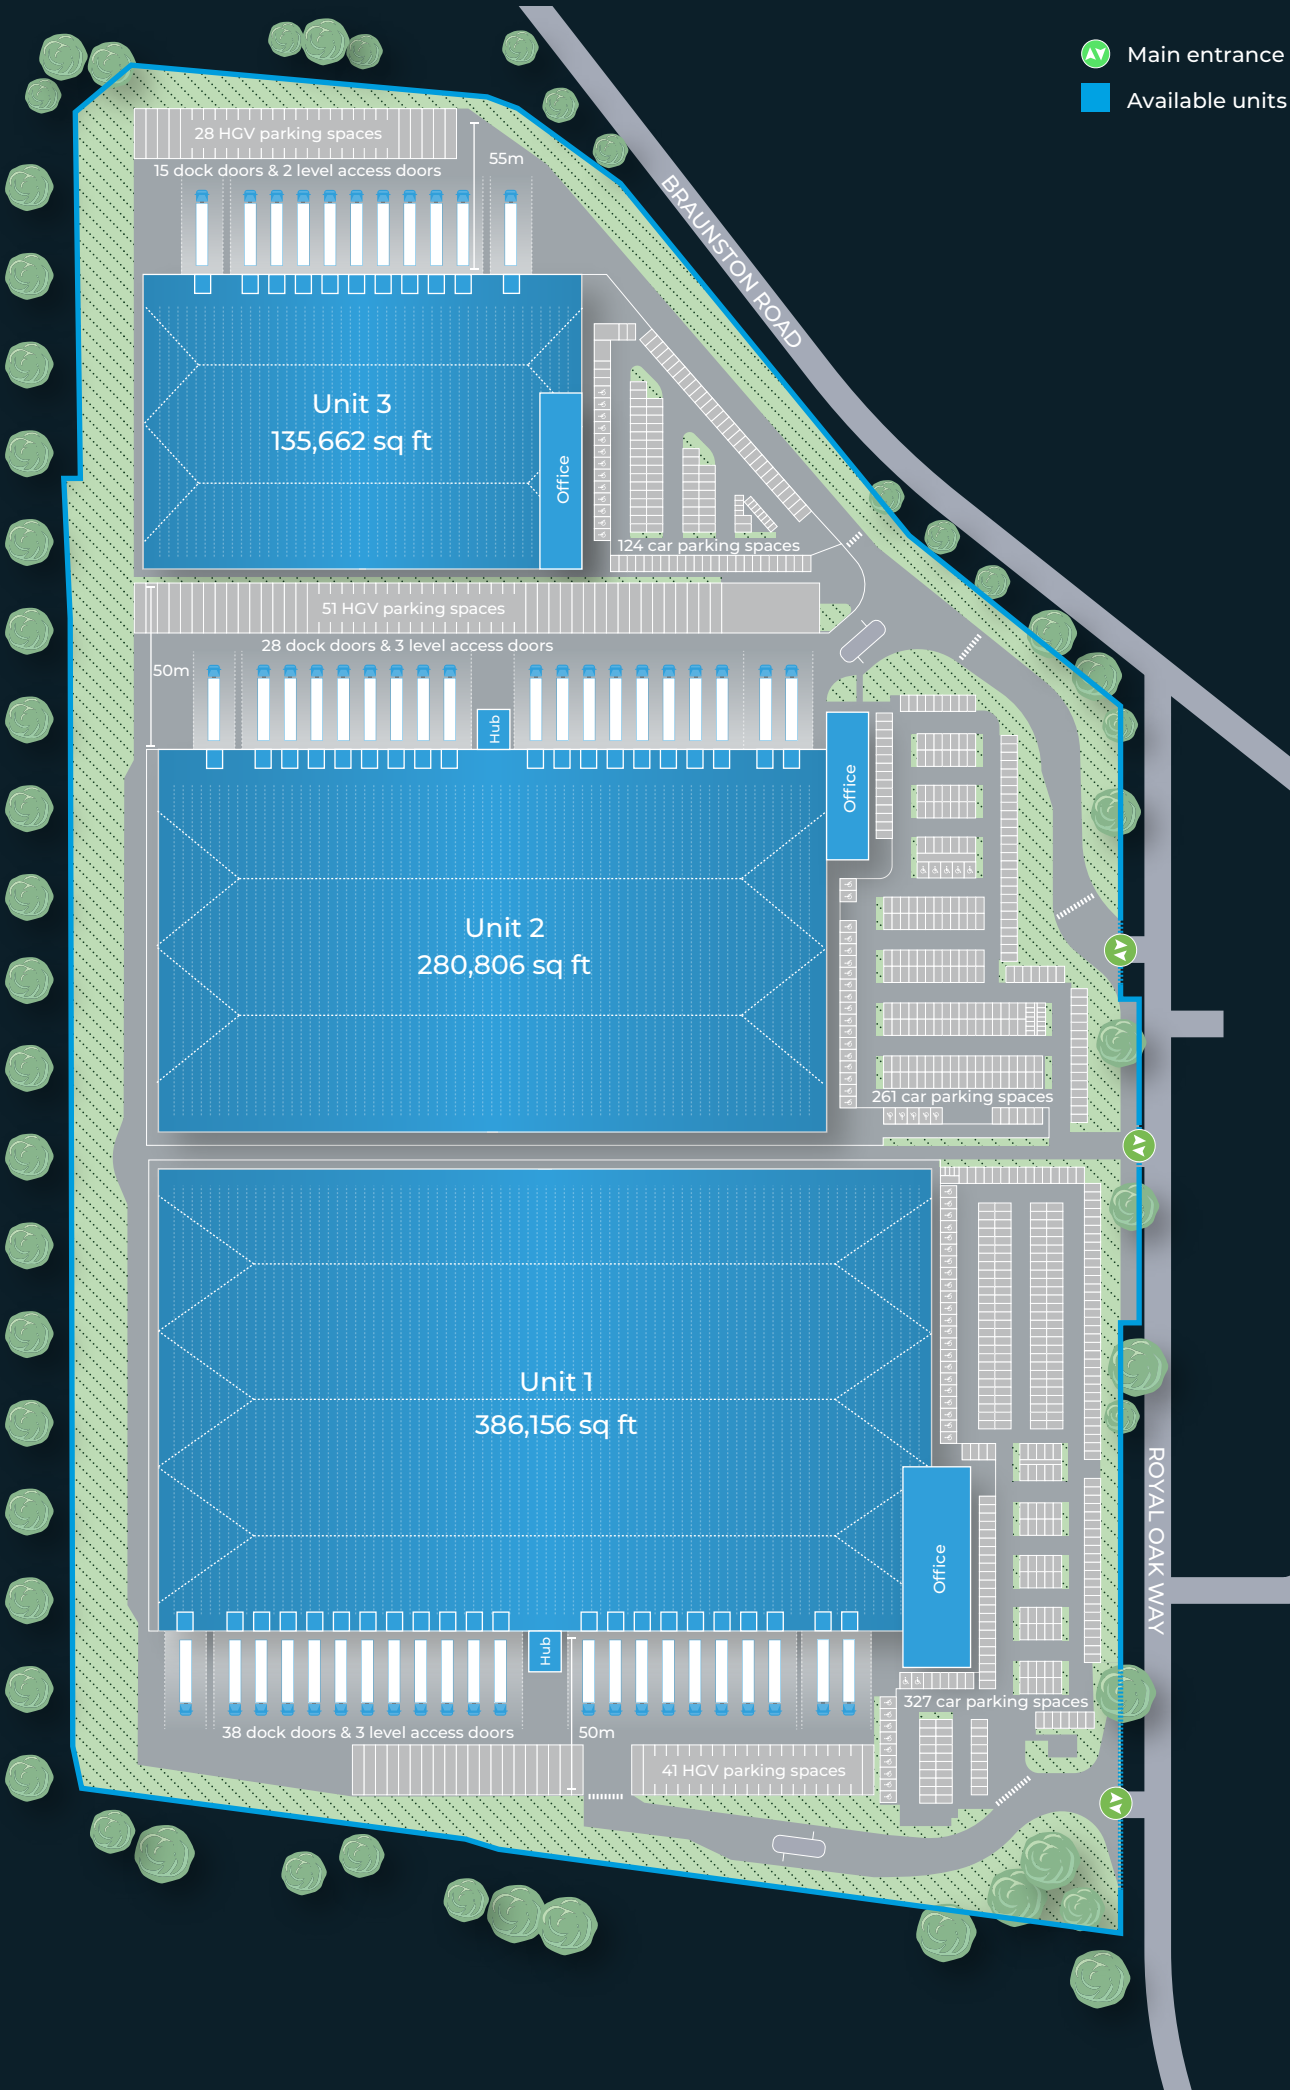 Main entrance
Available units
28 HGV parking spaces
15 dock doors & 2 level access doors
55m
BRAUNSTON ROAD
Unit 3
135,662 sq ft
Office
124 car parking spaces
51 HGV parking spaces
28 dock doors & 3 level access doors
50m
Hub
Office
Unit 2
280,806 sq ft
261 car parking spaces
Unit 1
386,156 sq ft
ROYAL OAK WAY
Office
Hub
327 car parking spaces
38 dock doors & 3 level access doors
50m
41 HGV parking spaces